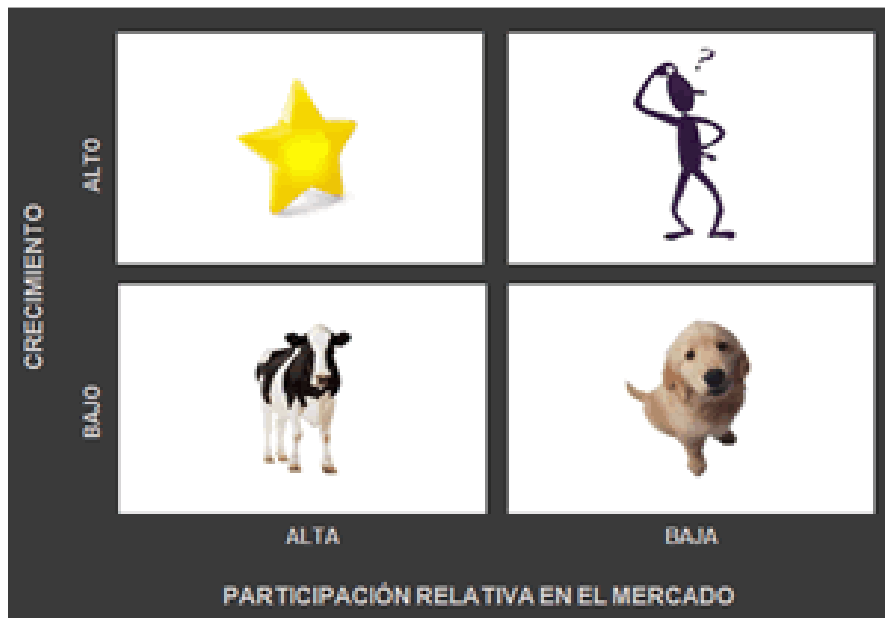 ?
ALTO
CRECIMIENTO
BAJO
ALTA
BAJA
PARTICIPACIÓN RELATIVA EN EL MERCADO